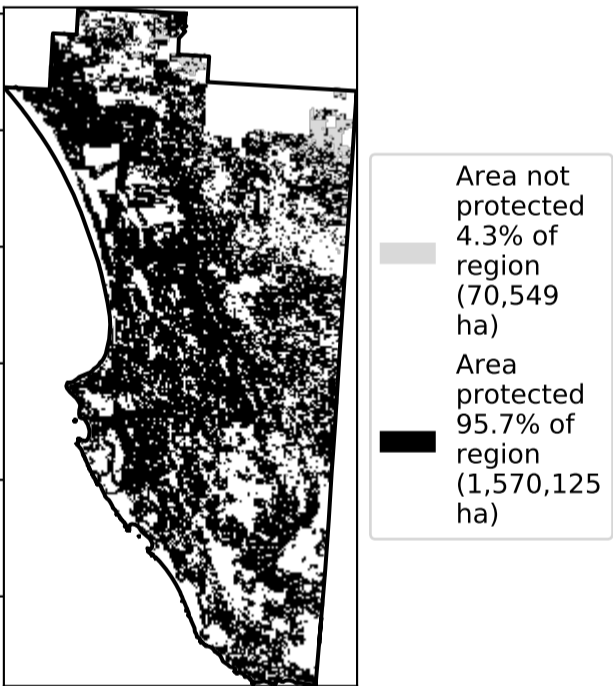 Area not
protected
4.3% of
region
(70,549
ha)
Area
protected
95.7% of
region
(1,570,125
ha)